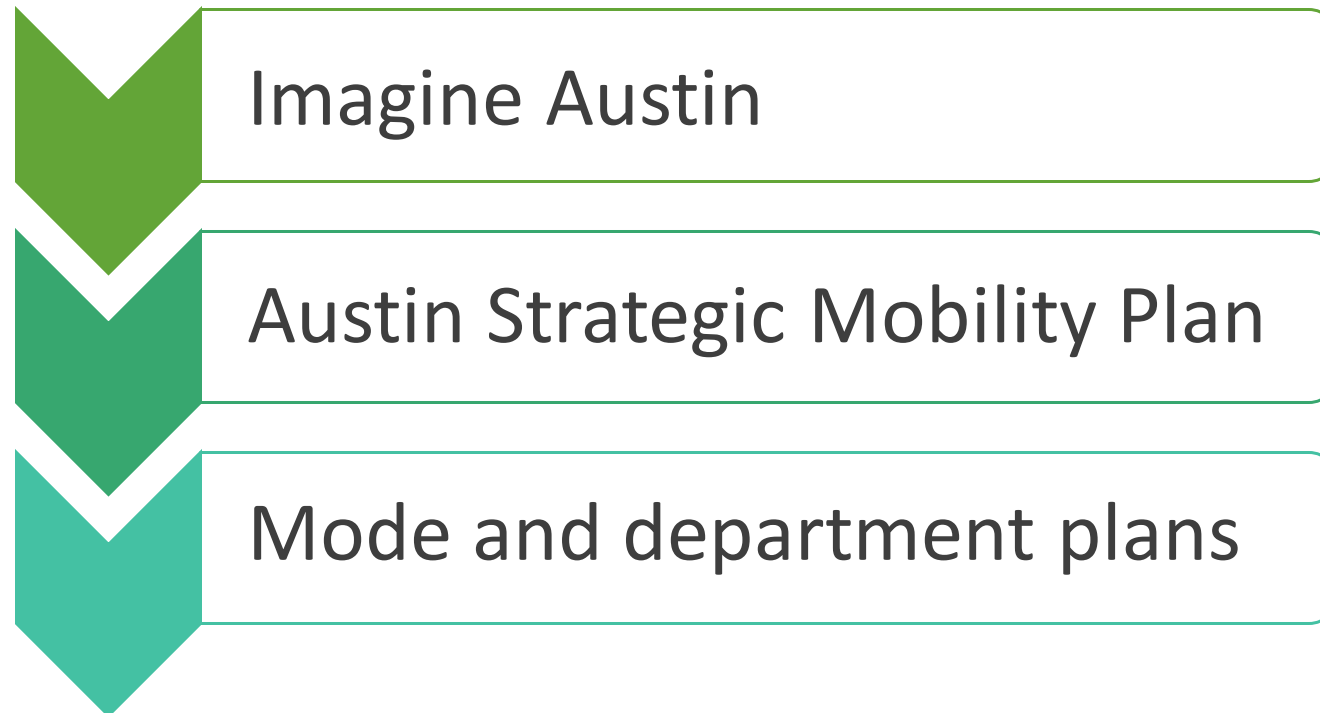 Imagine Austin
Austin Strategic Mobility Plan
Mode and department plans